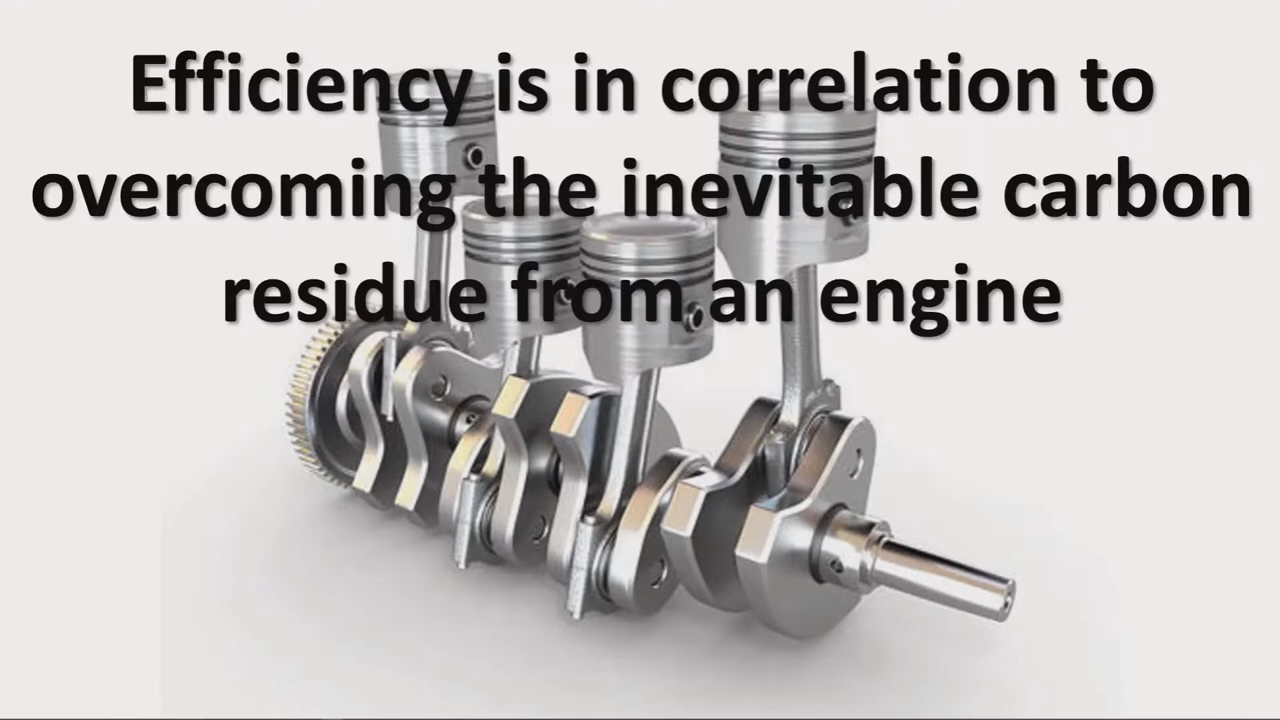 Efficiency is in correlation to
overcoming the inevitable carbon
residue from an engine